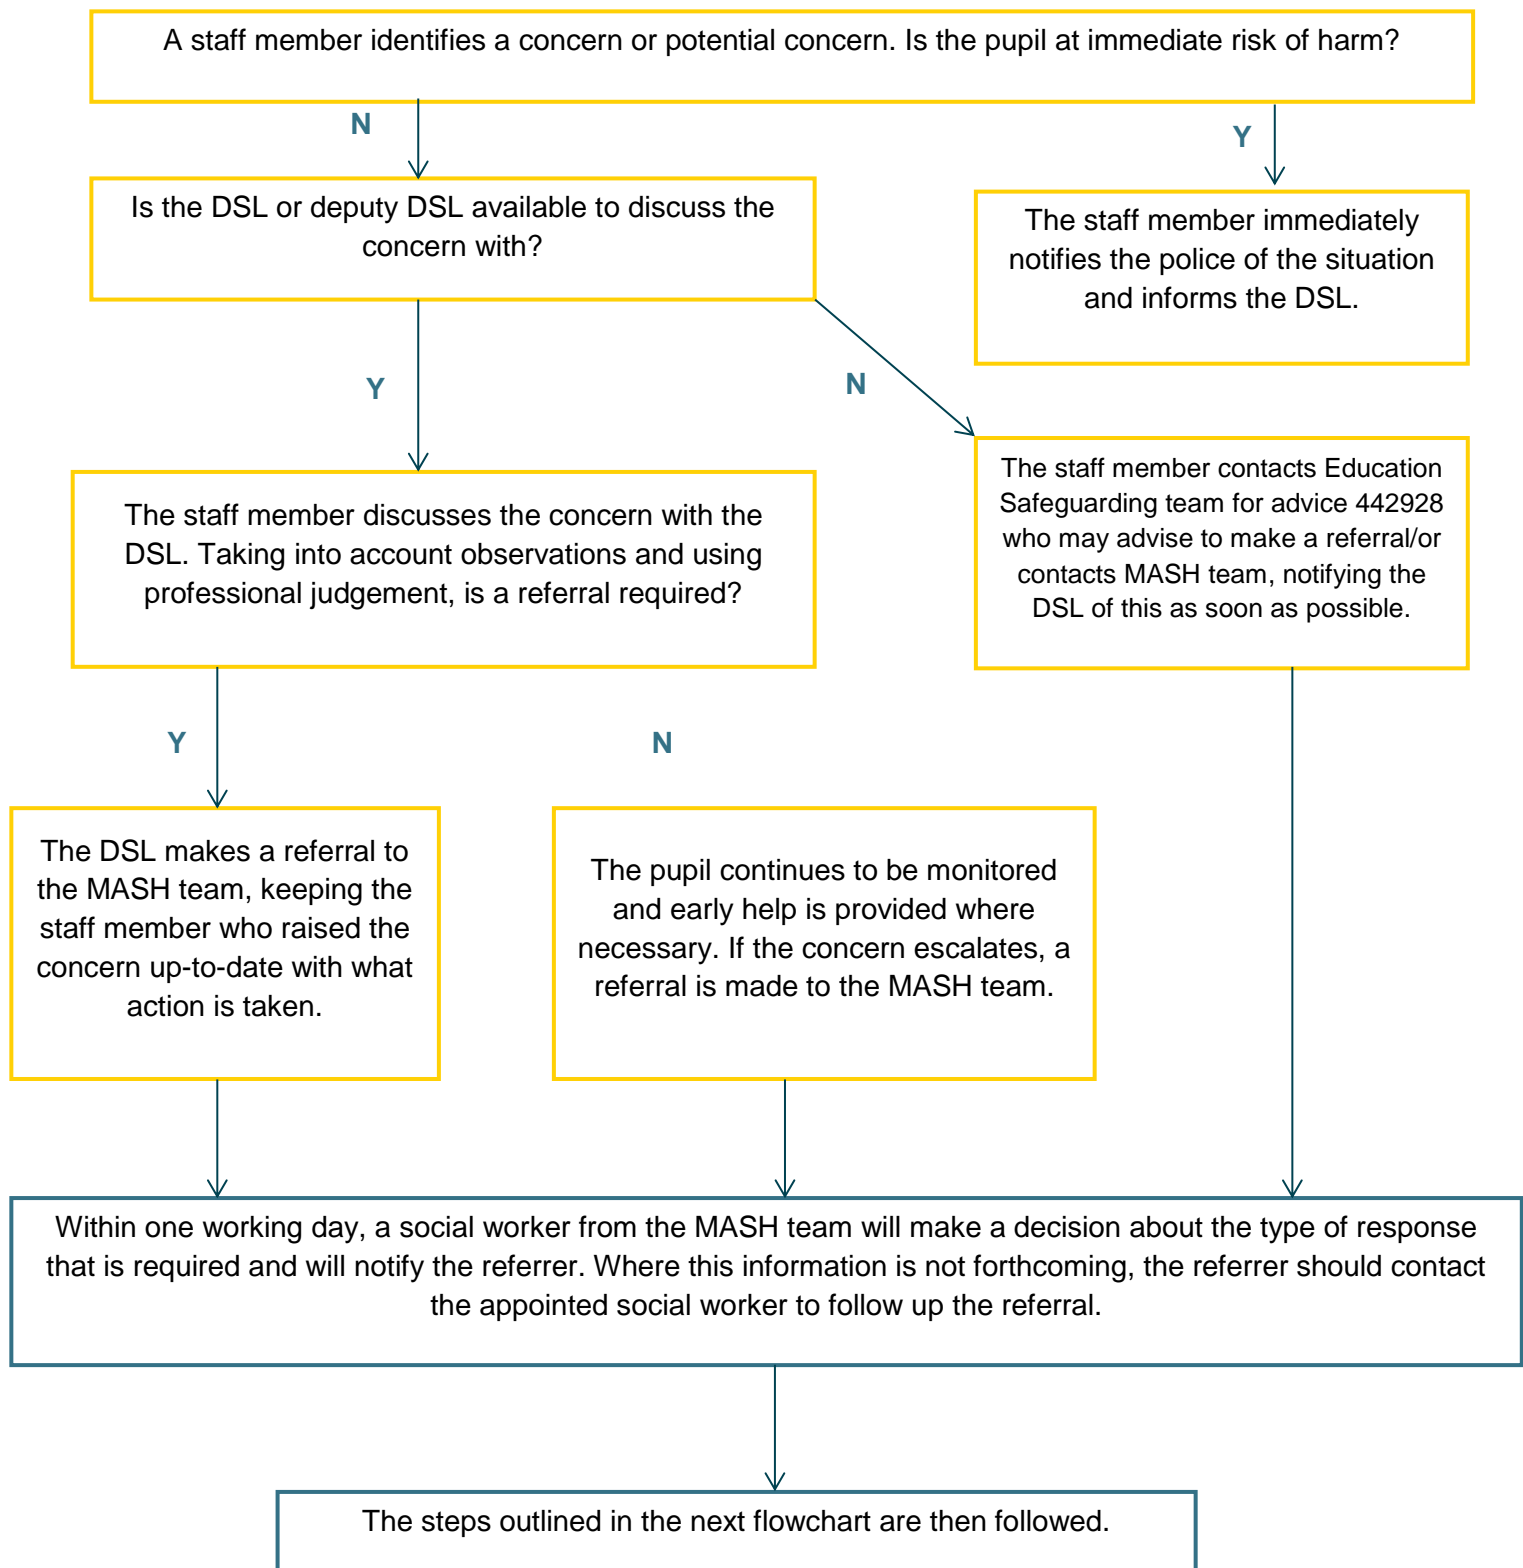 A staff member identifies a concern or potential concern. Is the pupil at immediate risk of harm?
N
Y
Is the DSL or deputy DSL available to discuss the
concern with?
The staff member immediately
notifies the police of the situation
and informs the DSL.
Y
N
The staff member discusses the concern with the
DSL. Taking into account observations and using
professional judgement, is a referral required?
The staff member contacts Education
Safeguarding team for advice 442928
who may advise to make a referral/or
contacts MASH team, notifying the
DSL of this as soon as possible.
Y
N
The DSL makes a referral to
the MASH team, keeping the
staff member who raised the
concern up-to-date with what
action is taken.
The pupil continues to be monitored
and early help is provided where
necessary. If the concern escalates, a
referral is made to the MASH team.
Within one working day, a social worker from the MASH team will make a decision about the type of response
that is required and will notify the referrer. Where this information is not forthcoming, the referrer should contact
the appointed social worker to follow up the referral.
The steps outlined in the next flowchart are then followed.